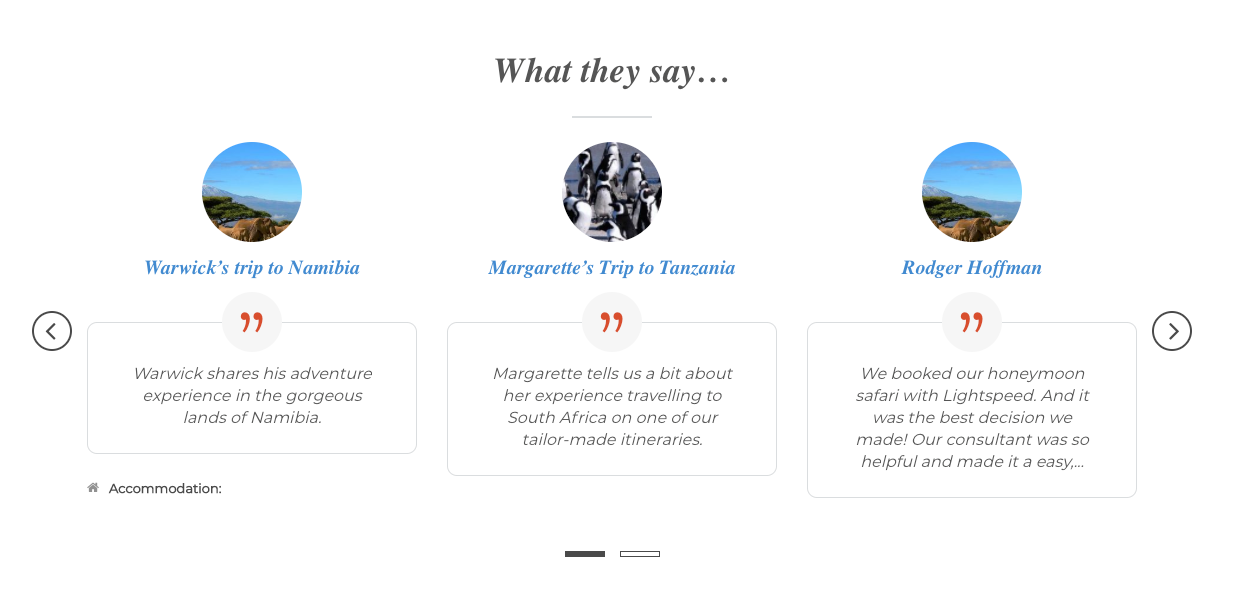 What they say…
Warwick’s trip to Namibia
Margarette’s Trip to Tanzania
Rodger Hoffman
”
”
”
Warwick shares his adventure
experience in the gorgeous
lands of Namibia.
Margarette tells us a bit about
her experience travelling to
South Africa on one of our
tailor-made itineraries.
We booked our honeymoon
safari with Lightspeed. And it
was the best decision we
made! Our consultant was so
helpful and made it a easy,…
Accommodation: